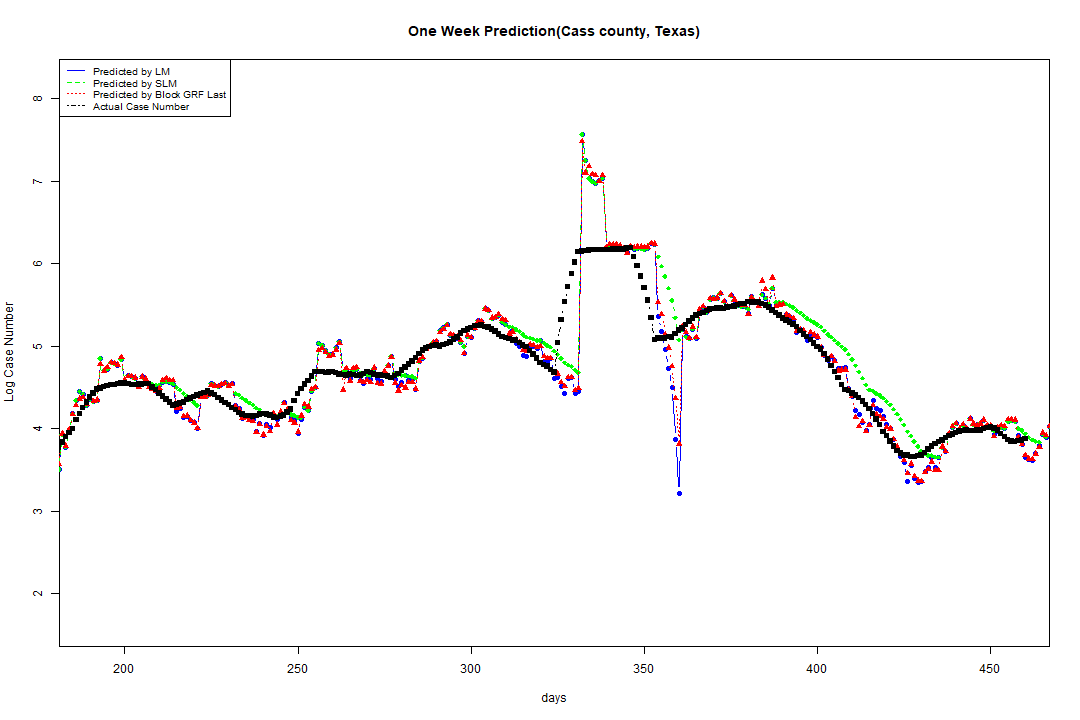 One Week Prediction(Cass county, Texas)
Predicted by LM
Predicted by SLM
Predicted by Block GRF Last
Actual Case Number
8
7
6
5
4
3
2
Log Case Number
200
250
300
350
400
450
days